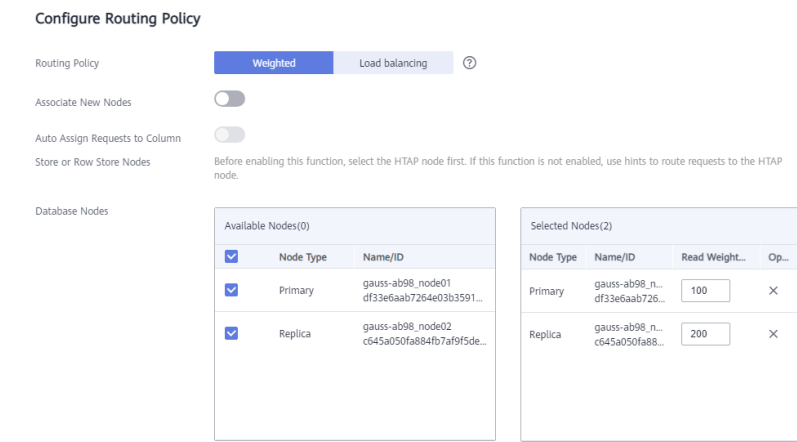 Configure Routing Policy
Routing Policy
Weighted
Load balancing
?
Associate New Nodes
Auto Assign Requests to Column
Store or Row Store Nodes
Before enabling this function, select the HTAP node first. If this function is not enabled, use hints to route requests to the HTAP
node.
Database Nodes
Available Nodes(0)
Node Type Name/ID
Primary
gauss-ab98_node01
df33e6aab7264e03b3591...
Replica
gauss-ab98_node02
c645a050fa884fb7af9f5de...
Selected Nodes(2)
Node Type Name/ID Read Weight... Op...
Primary
gauss-ab98_n...
df33e6aab726...
100
Replica
gauss-ab98_n...
c645a050fa88...
200